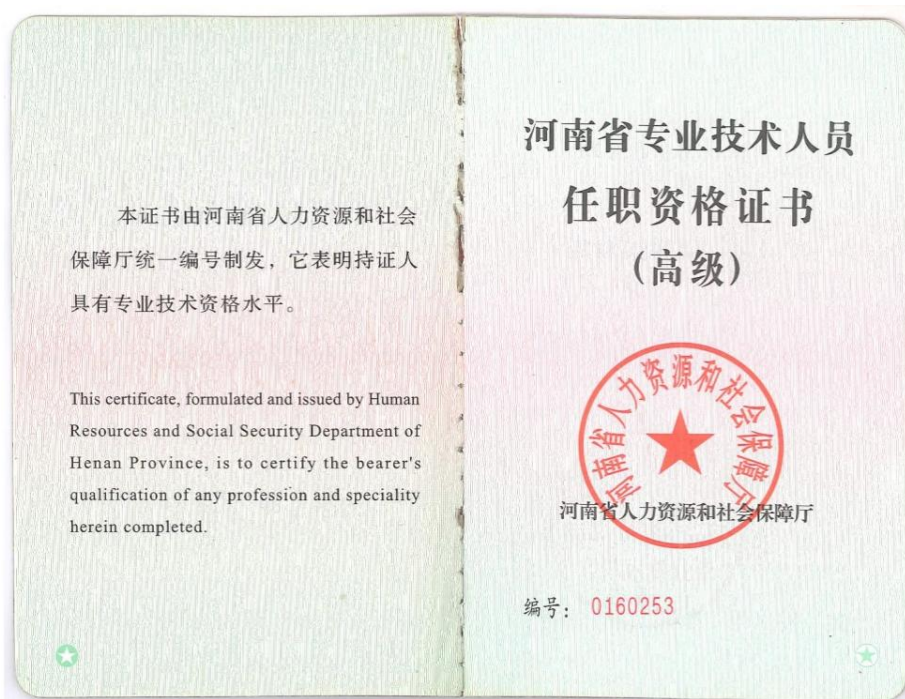 本证书由河南省人力资源和社会
保障厅统一编号制发，它表明持证人
具有专业技术资格水平。
This certificate, formulated and issued by Human
Resources and Social Security Department of
Henan Province, is to certify the bearer's
qualification of any profession and speciality
herein completed.
河南省专业技术人员
任职资格证书
（高级）
河南省人力资源和社会保障厅
河南省人力资源和社会保障厅
编号：0160253